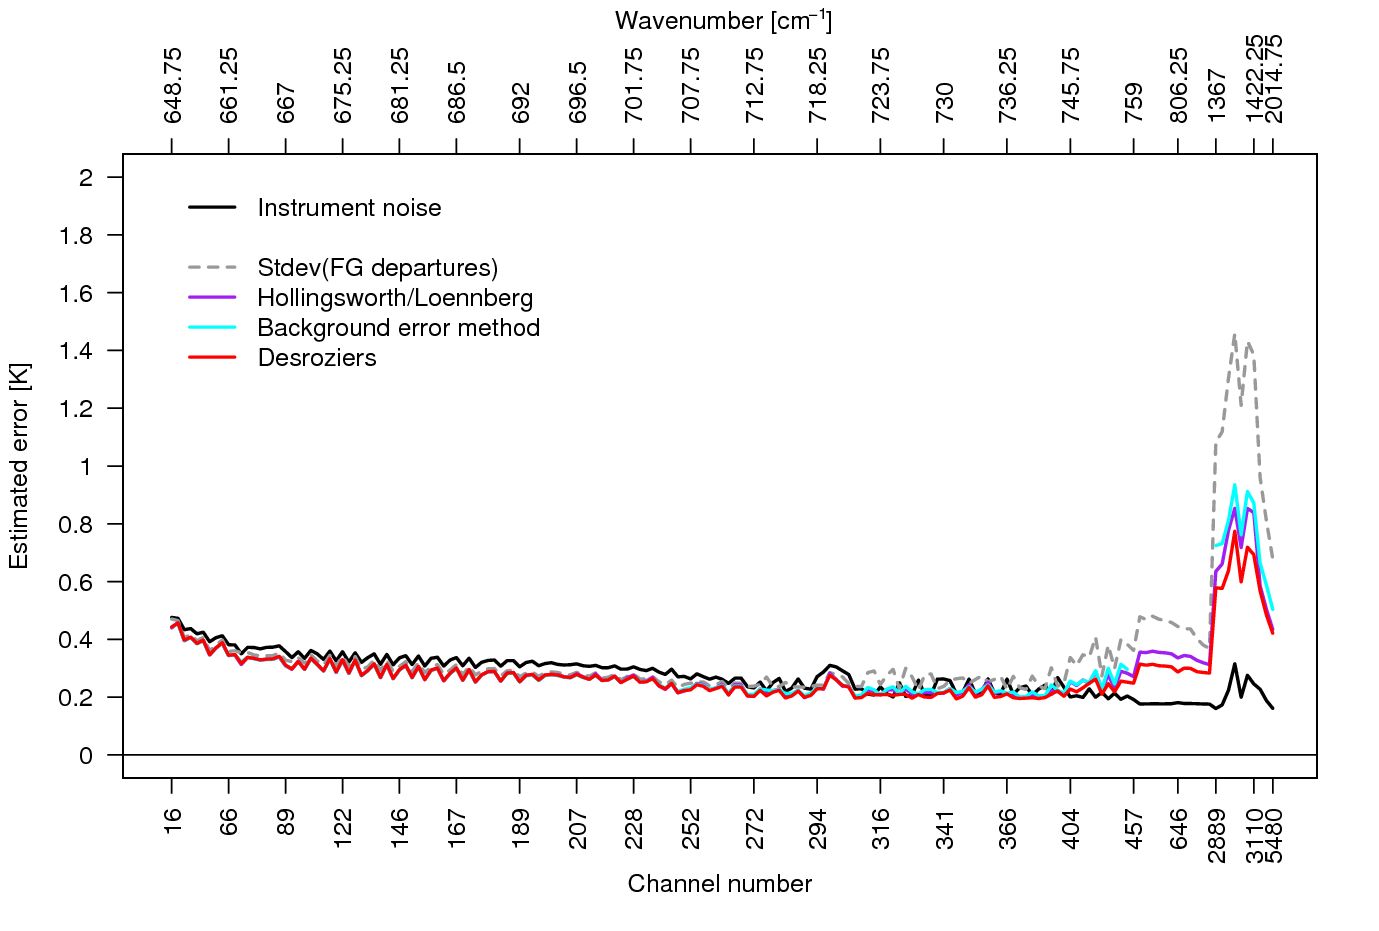 Wavenumber [cm−1]
648.75 661.25 667 675.25 681.25 686.5 692 696.5 701.75 707.75 712.75 718.25 723.75 730 736.25 745.75 759 806.25 1367 1422.25 2014.75
2
1.8
1.6
1.4
1.2
1
0.8
0.6
0.4
0.2
0
Estimated error [K]
Instrument noise
Stdev(FG departures)
Hollingsworth/Loennberg
Background error method
Desroziers
16 66 89 122 146 167 189 207 228 252 272 294 316 341 366 404 457 646 2889 3110 5480
Channel number